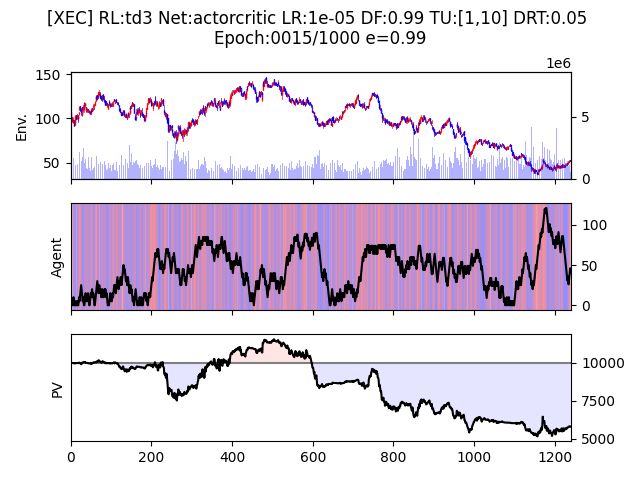 [XEC] RL:td3 Net:actorcritic LR:1e-05 DF:0.99 TU:[1,10] DRT:0.05
Epoch:0015/1000 e=0.99
1e6
150
100
50
Env.
5
0
Agent
100
50
0
PV
10000
7500
5000
0 200 400 600 800 1000 1200